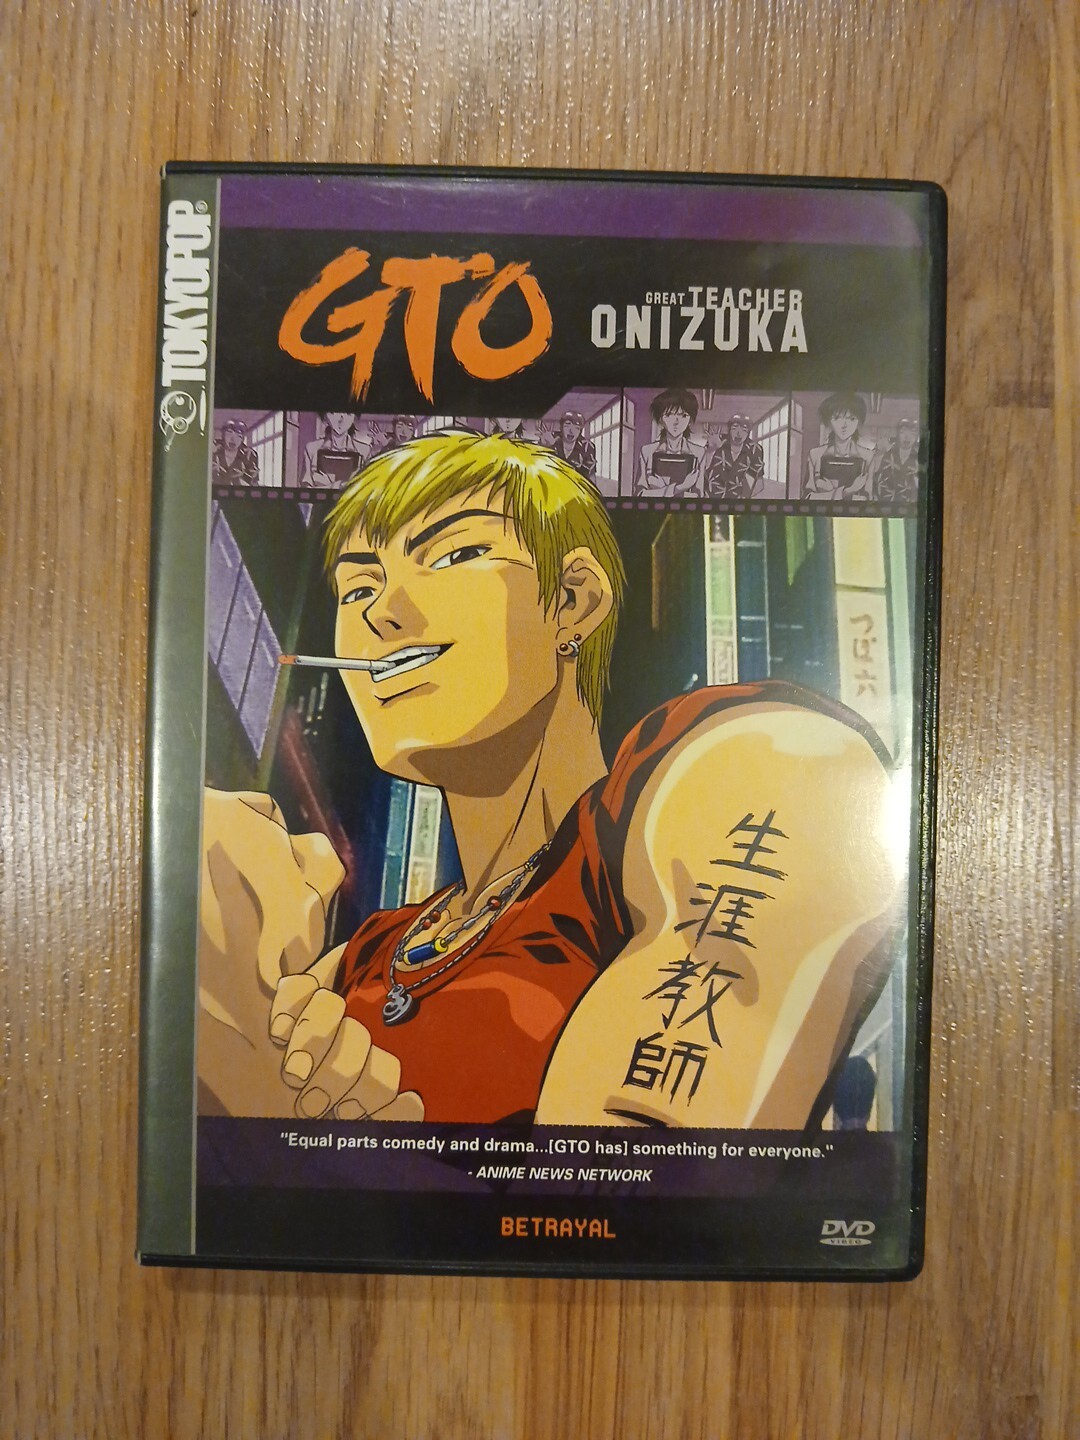 TOKYOPOP®
GTO
GREAT TEACHER
ONIZUKA
つぼ六
生涯教師
"Equal parts comedy and drama...[GTO has] something for everyone."
- ANIME NEWS NETWORK
BETRAYAL
DVD
VIDEO